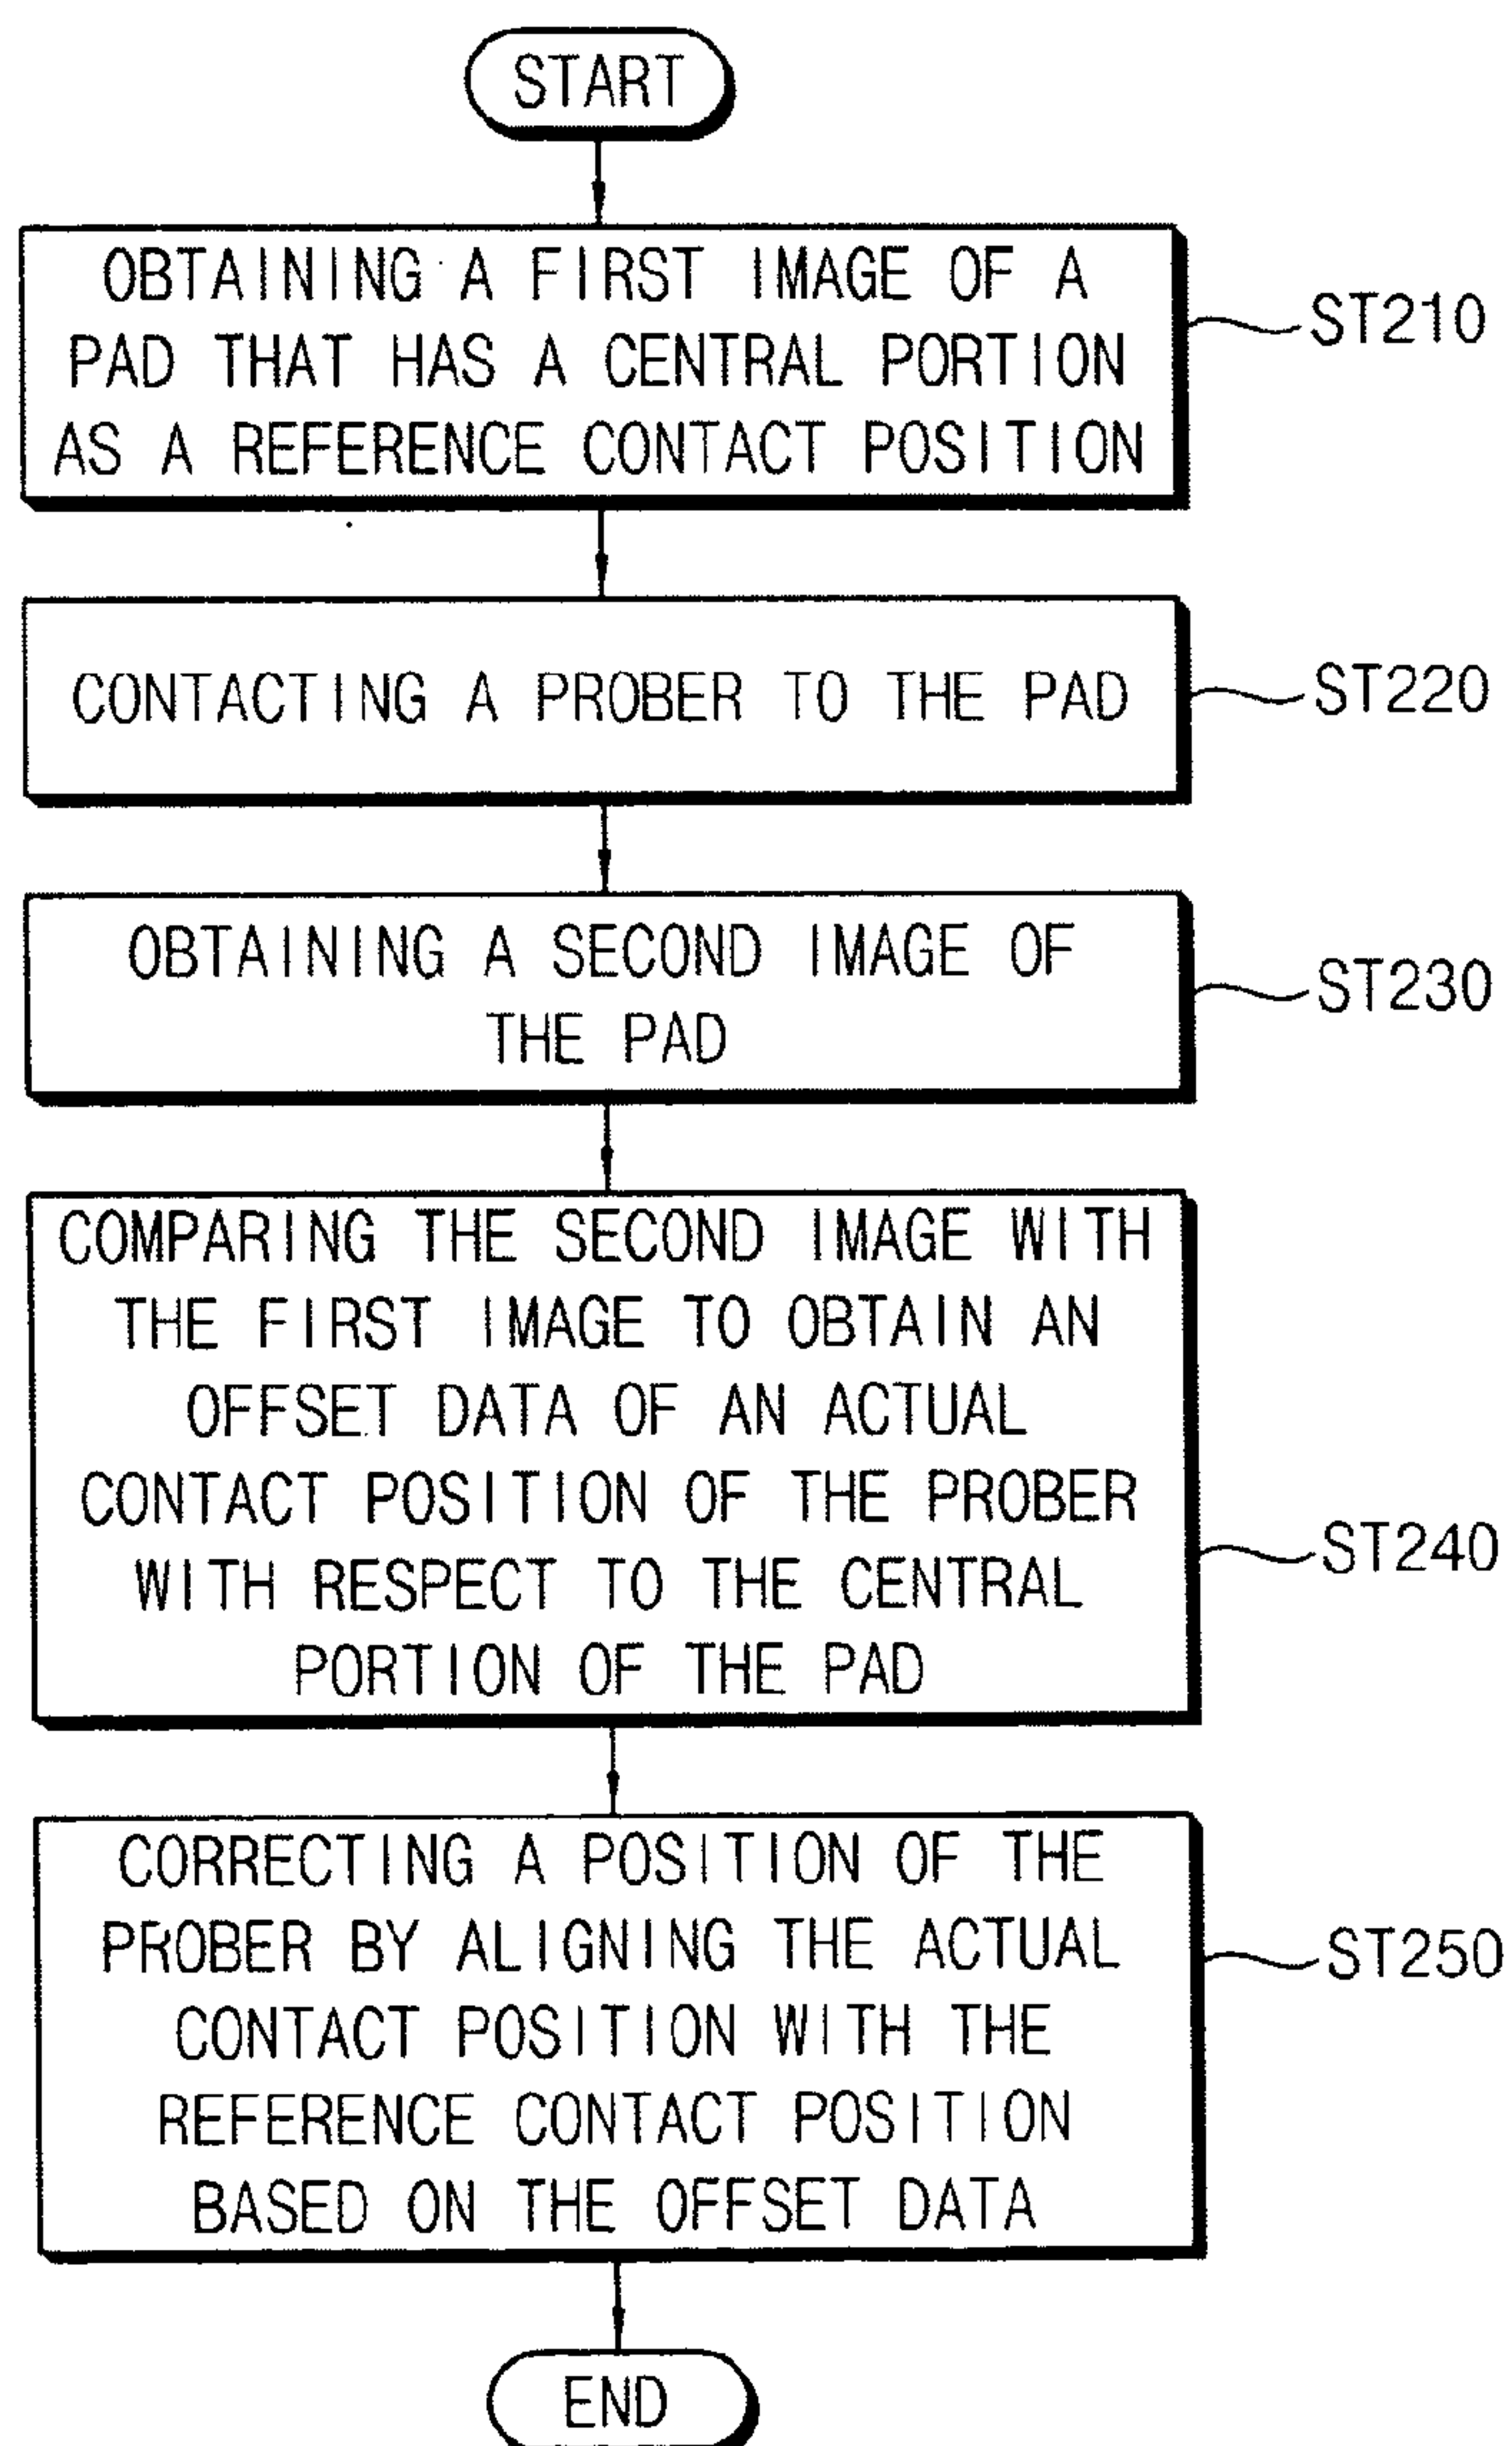 START
OBTAINING A FIRST IMAGE OF A
PAD THAT HAS A CENTRAL PORTION
AS A REFERENCE CONTACT POSITION
ST210
CONTACTING A PROBER TO THE PAD
ST220
OBTAINING A SECOND IMAGE OF
THE PAD
ST230
COMPARING THE SECOND IMAGE WITH
THE FIRST IMAGE TO OBTAIN AN
OFFSET DATA OF AN ACTUAL
CONTACT POSITION OF THE PROBER
WITH RESPECT TO THE CENTRAL
PORTION OF THE PAD
ST240
CORRECTING A POSITION OF THE
PROBER BY ALIGNING THE ACTUAL
CONTACT POSITION WITH THE
REFERENCE CONTACT POSITION
BASED ON THE OFFSET DATA
ST250
END